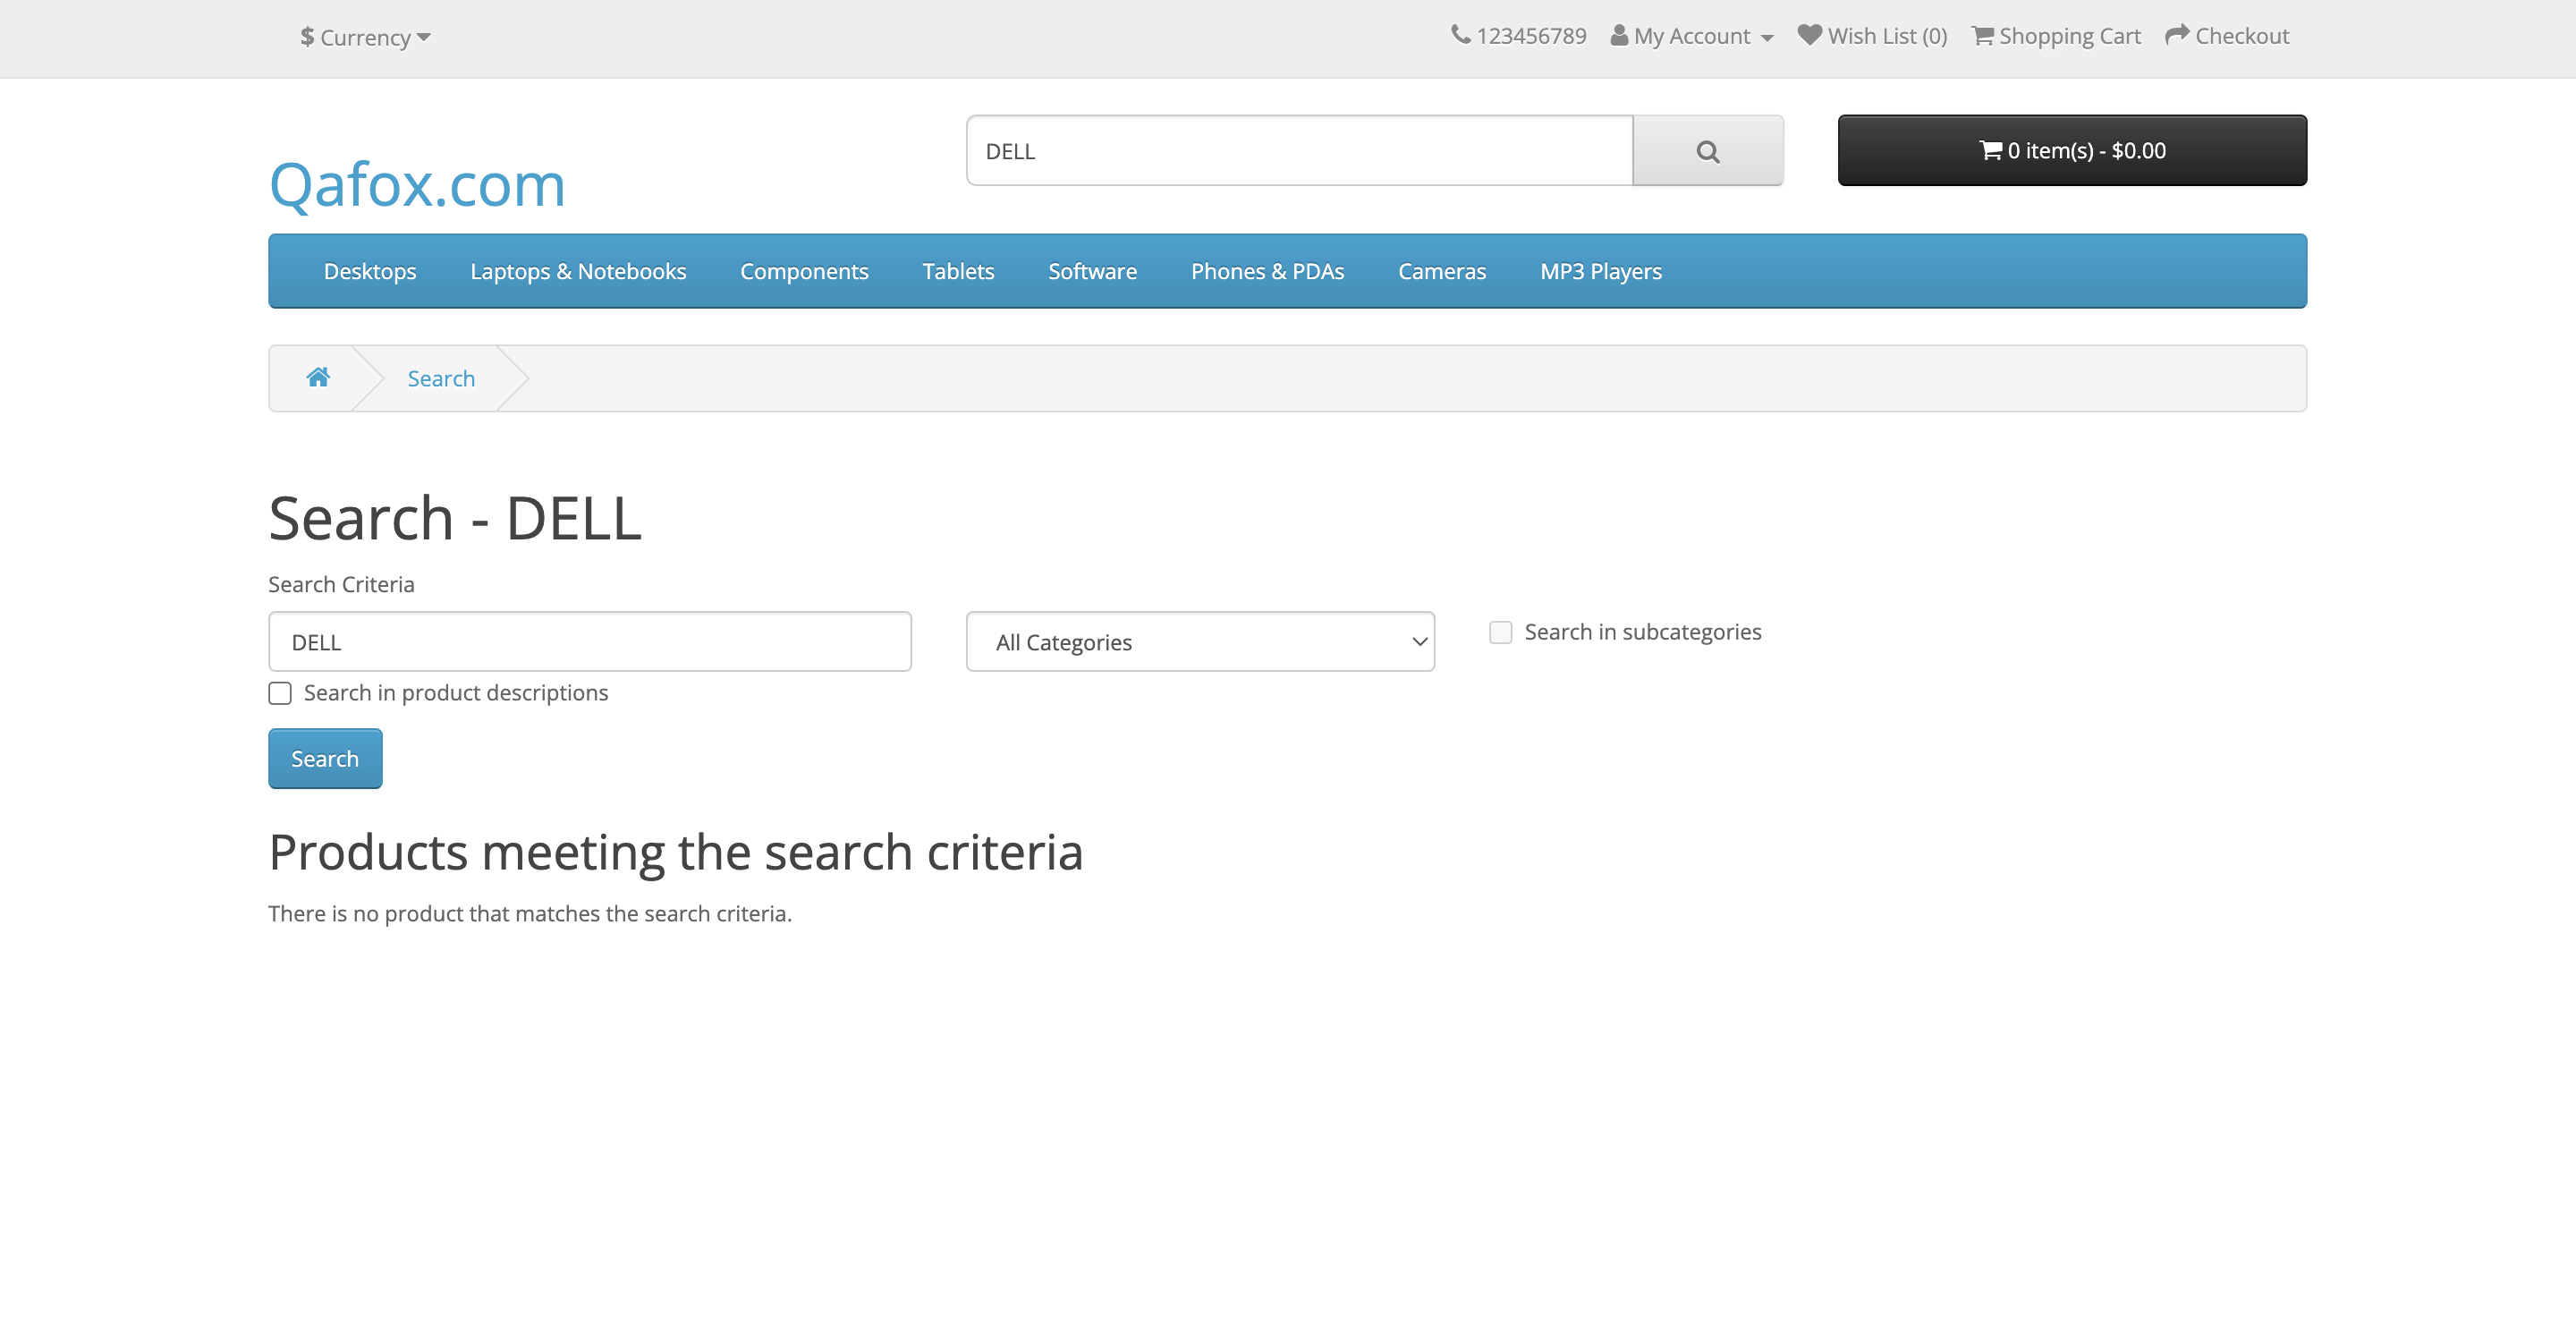 $ Currency
123456789 My Account Wish List (0) Shopping Cart Checkout
Qafox.com
DELL
0 item(s) - $0.00
Desktops Laptops & Notebooks Components Tablets Software Phones & PDAs Cameras MP3 Players
Search
Search - DELL
Search Criteria
DELL
All Categories
Search in subcategories
Search in product descriptions
Search
Products meeting the search criteria
There is no product that matches the search criteria.